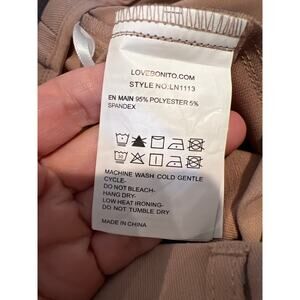 LOVEBONITO.COM
STYLE NO:LN1113
EN MAIN 95% POLYESTER 5%
SPANDEX
30
MACHINE WASH COLD GENTLE
CYCLE-
DO NOT BLEACH-
HANG DRY-
LOW HEAT IRONING-
DO NOT TUMBLE DRY
MADE IN CHINA